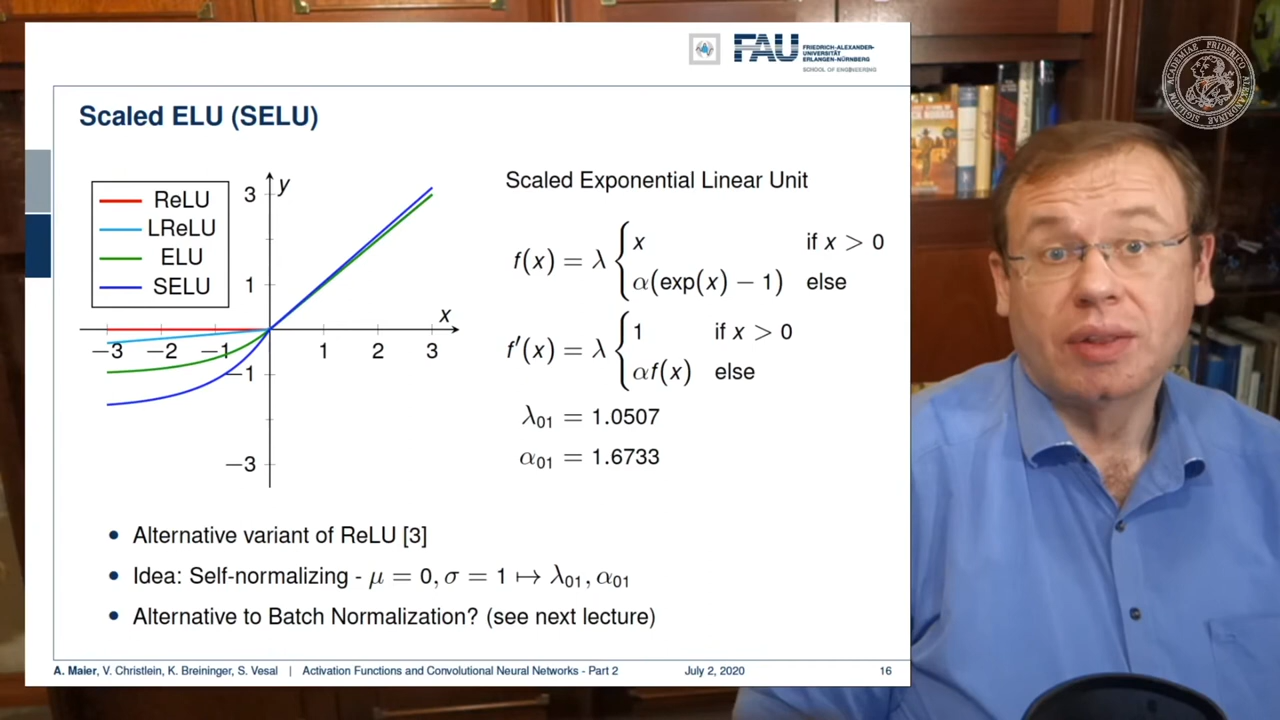 FAU
FRIEDRICH-ALEXANDER-
UNIVERSITÄT
ERLANGEN-NÜRNBERG
SCHOOL OF ENGINEERING
Scaled ELU (SELU)
ReLU
LReLU
ELU
SELU
y
x
3
1
−1
−3
−3 −2 −1 1 2 3
Scaled Exponential Linear Unit
f(x) = λ { x if x > 0
α(exp(x) − 1) else
f′(x) = λ { 1 if x > 0
αf(x) else
λ₀₁ = 1.0507
α₀₁ = 1.6733
• Alternative variant of ReLU [3]
• Idea: Self-normalizing - μ = 0, σ = 1 ↦ λ₀₁, α₀₁
• Alternative to Batch Normalization? (see next lecture)
A. Maier, V. Christlein, K. Breininger, S. Vesal | Activation Functions and Convolutional Neural Networks - Part 2 July 2, 2020 16